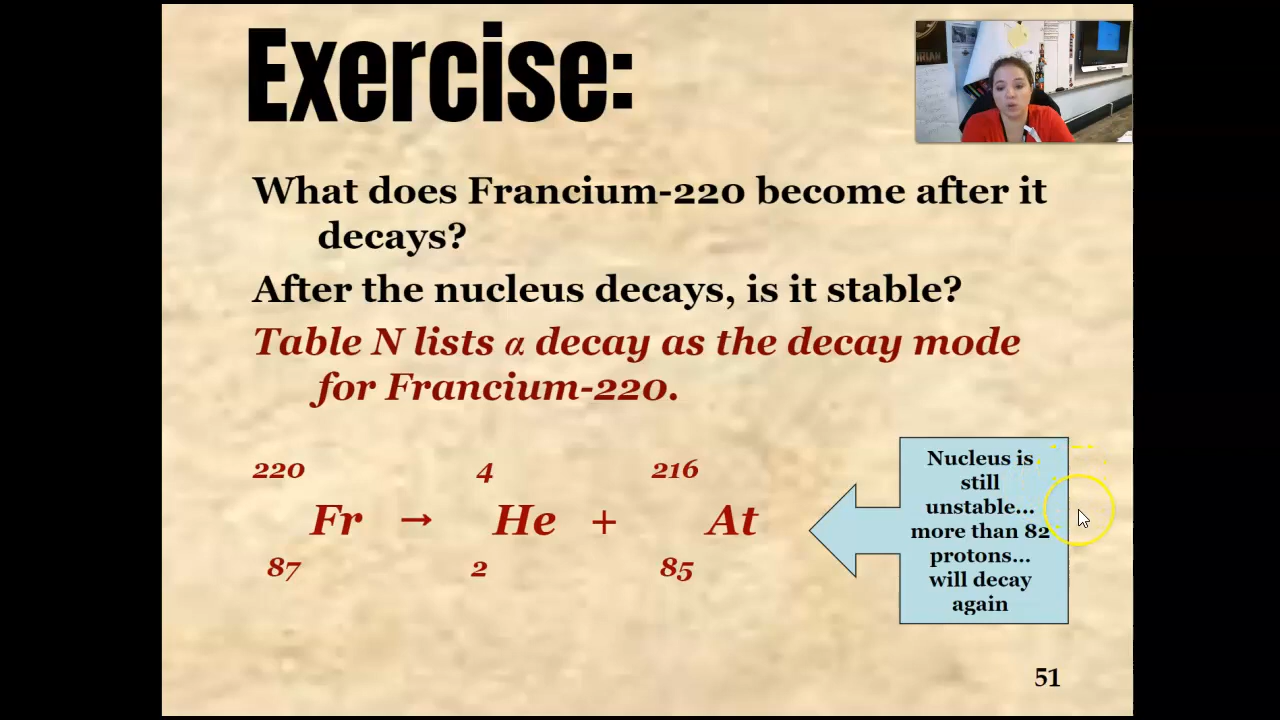 Exercise:
What does Francium-220 become after it
decays?
After the nucleus decays, is it stable?
Table N lists α decay as the decay mode
for Francium-220.
220 4 216
Fr → He + At
87 2 85
Nucleus is
still
unstable...
more than 82
protons...
will decay
again
51